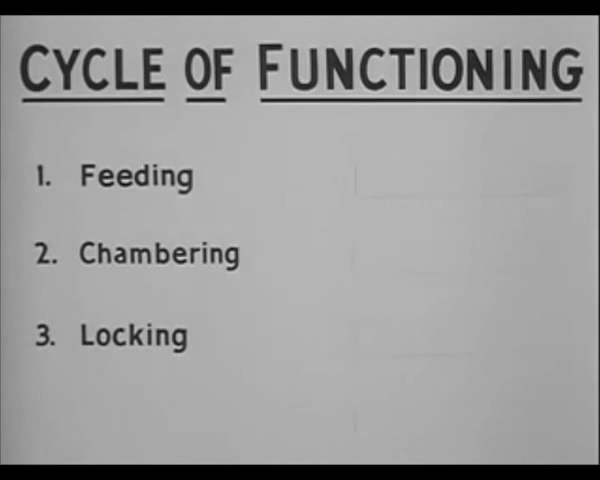 CYCLE OF FUNCTIONING
1. Feeding
2. Chambering
3. Locking